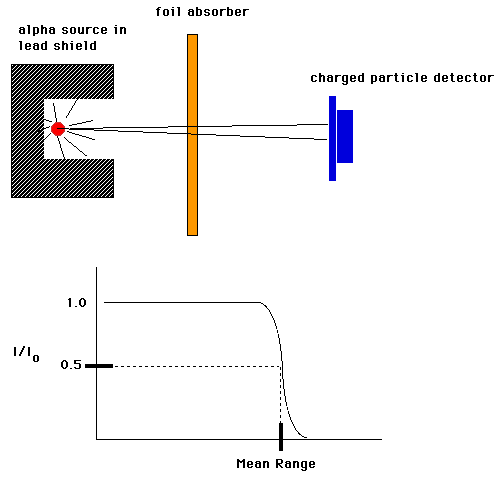 foil absorber
alpha source in
lead shield
charged particle detector
1.0
I/I0
0.5
Mean Range